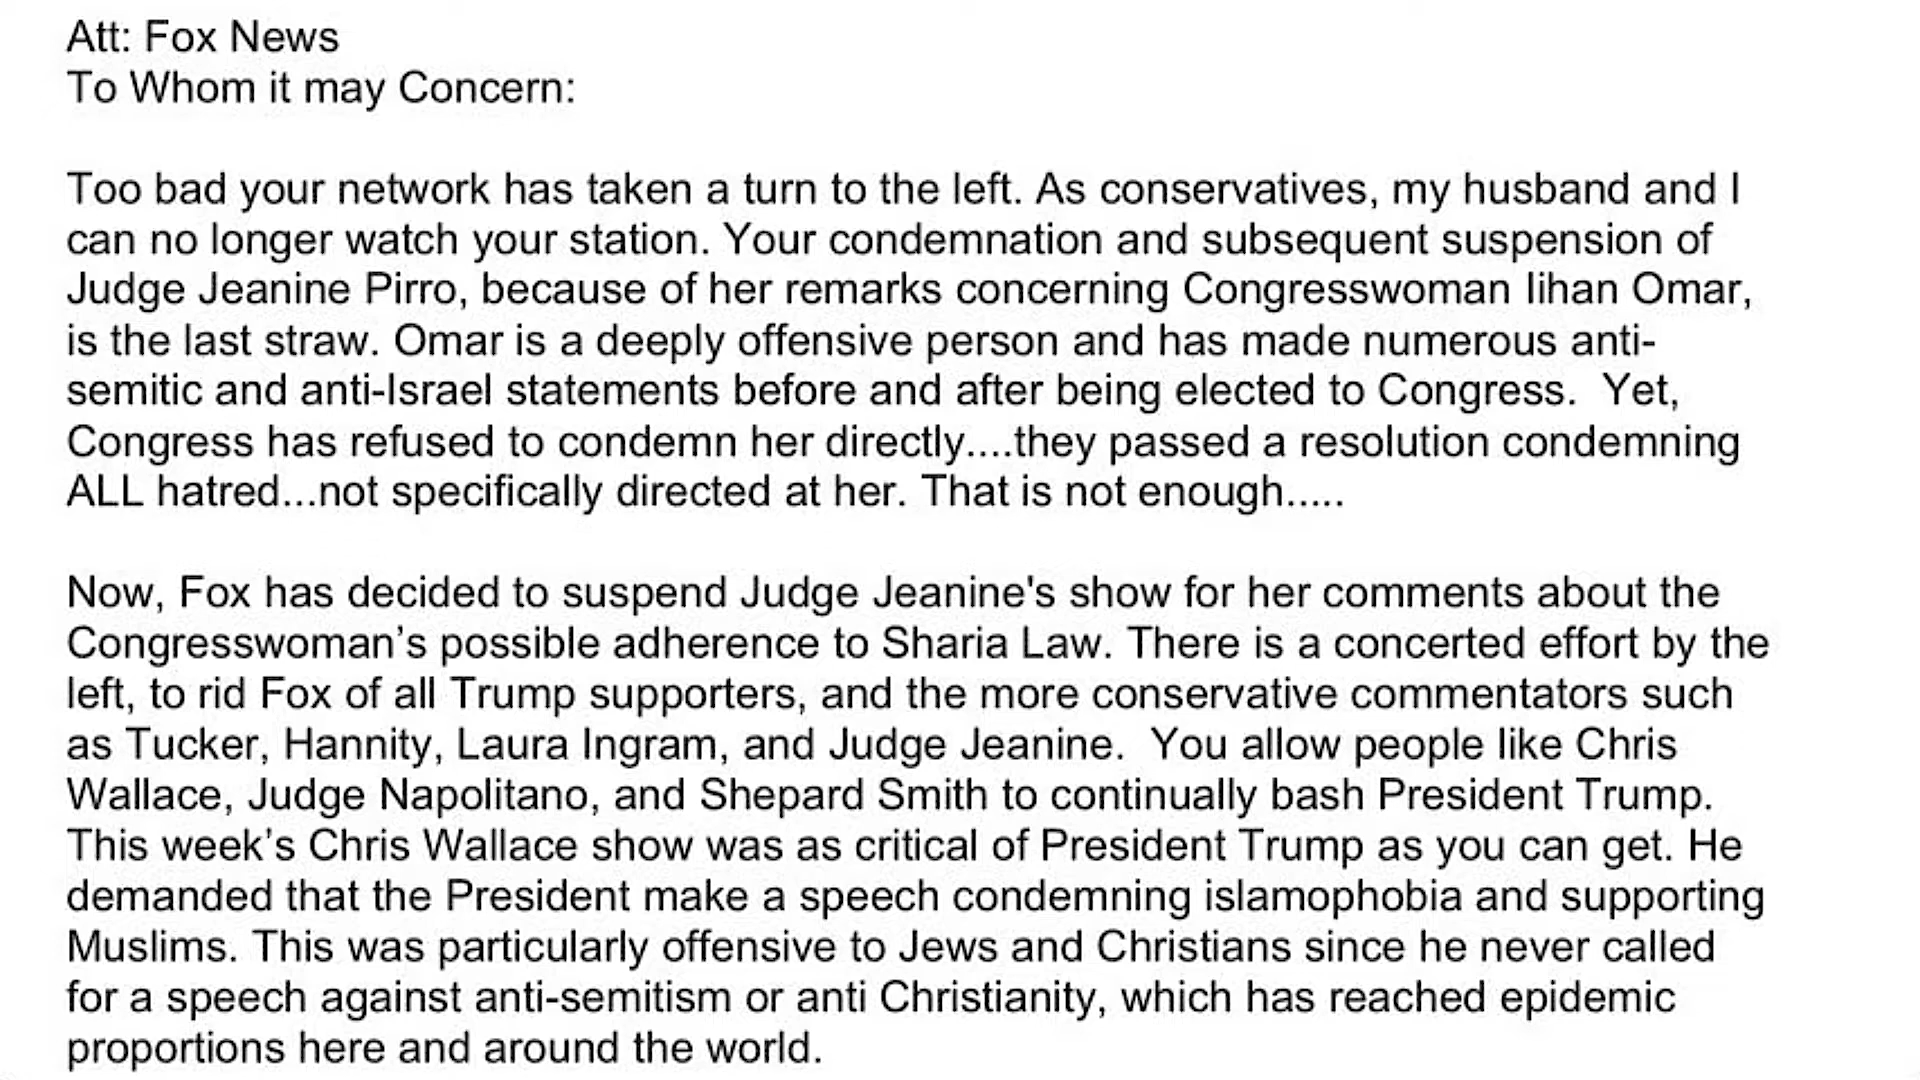 Att: Fox News
To Whom it may Concern:
Too bad your network has taken a turn to the left. As conservatives, my husband and I
can no longer watch your station. Your condemnation and subsequent suspension of
Judge Jeanine Pirro, because of her remarks concerning Congresswoman Iihan Omar,
is the last straw. Omar is a deeply offensive person and has made numerous anti-
semitic and anti-Israel statements before and after being elected to Congress.  Yet,
Congress has refused to condemn her directly....they passed a resolution condemning
ALL hatred...not specifically directed at her. That is not enough.....
Now, Fox has decided to suspend Judge Jeanine's show for her comments about the
Congresswoman’s possible adherence to Sharia Law. There is a concerted effort by the
left, to rid Fox of all Trump supporters, and the more conservative commentators such
as Tucker, Hannity, Laura Ingram, and Judge Jeanine.  You allow people like Chris
Wallace, Judge Napolitano, and Shepard Smith to continually bash President Trump.
This week's Chris Wallace show was as critical of President Trump as you can get. He
demanded that the President make a speech condemning islamophobia and supporting
Muslims. This was particularly offensive to Jews and Christians since he never called
for a speech against anti-semitism or anti Christianity, which has reached epidemic
proportions here and around the world.